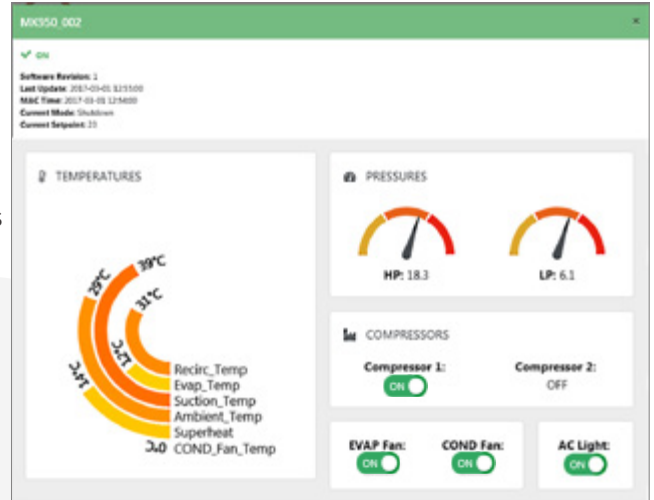 MX950_002
×
ON
Software Revision: 1
Last Update: 2017-03-01 12:55:00
M&C Time: 2017-03-01 12:54:00
Current Mode: Shutdown
Current Setpoint: 23
TEMPERATURES
39°C
29°C
31°C
12°C
14°C
0°C
Recirc_Temp
Evap_Temp
Suction_Temp
Ambient_Temp
Superheat
COND_Fan_Temp
PRESSURES
HP: 18.3 LP: 6.1
COMPRESSORS
Compressor 1: Compressor 2:
ON OFF
EVAP Fan: COND Fan: AC Light:
ON ON ON
s